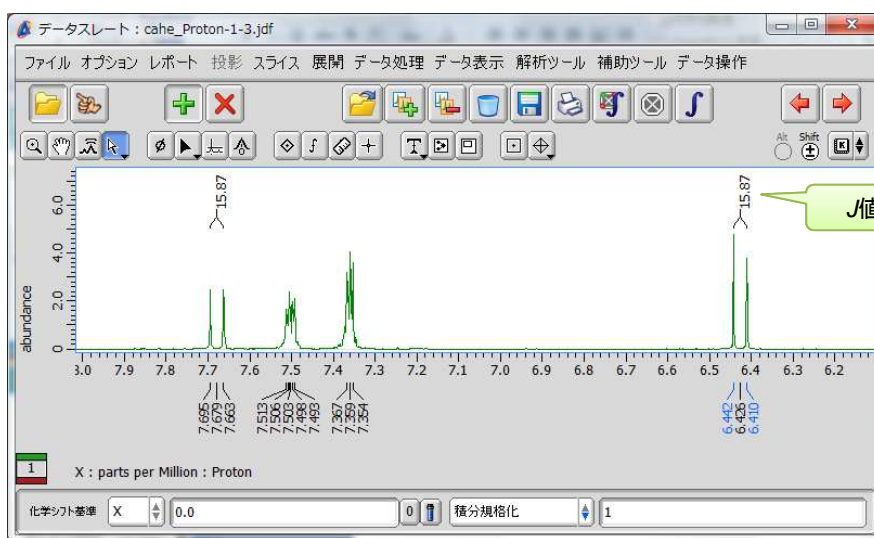 データスレート : cahe_Proton-1-3.jdf
ファイル オプション レポート 投影 スライス 展開 データ処理 データ表示 解析ツール 補助ツール データ操作
Alt Shift
K
T
15.87 15.87
J値
abundance
6.0
4.0
2.0
0
3.0 7.9 7.8 7.7 7.6 7.5 7.4 7.3 7.2 7.1 7.0 6.9 6.8 6.7 6.6 6.5 6.4 6.3 6.2
7.695 7.679 7.663 7.513 7.506 7.503 7.498 7.493 7.367 7.359 7.354 6.442 6.426 6.410
1 X : parts per Million : Proton
化学シフト基準 X 0.0 0 積分規格化 1